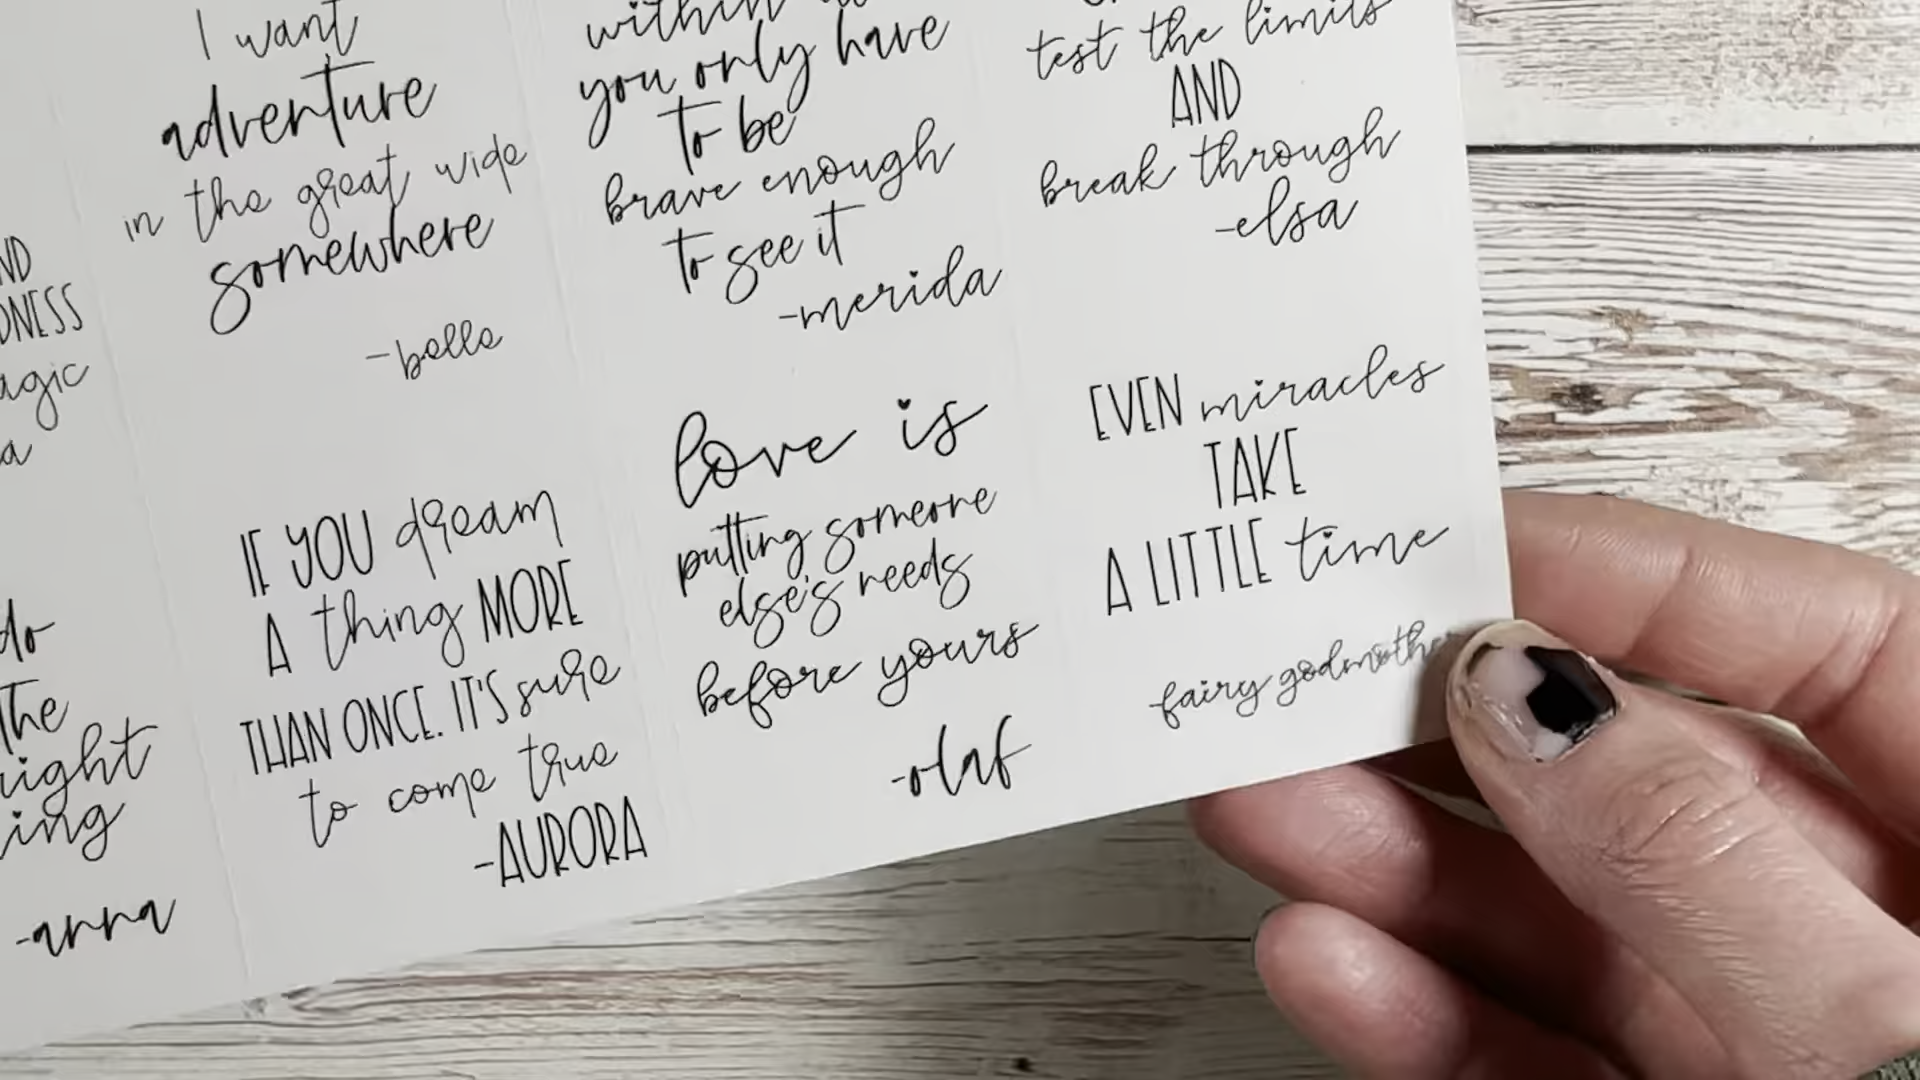 I want
adventure
in the great wide
somewhere
-belle
within
you only have
to be
brave enough
to see it
-merida
test the limits
AND
break through
-elsa
agic
do
the
ing
-anna
IF YOU dream
A thing MORE
THAN ONCE. IT'S sure
to come true
-AURORA
love is
putting someone
else's needs
before yours
-olaf
EVEN miracles
TAKE
A LITTLE time
-fairy godmothe